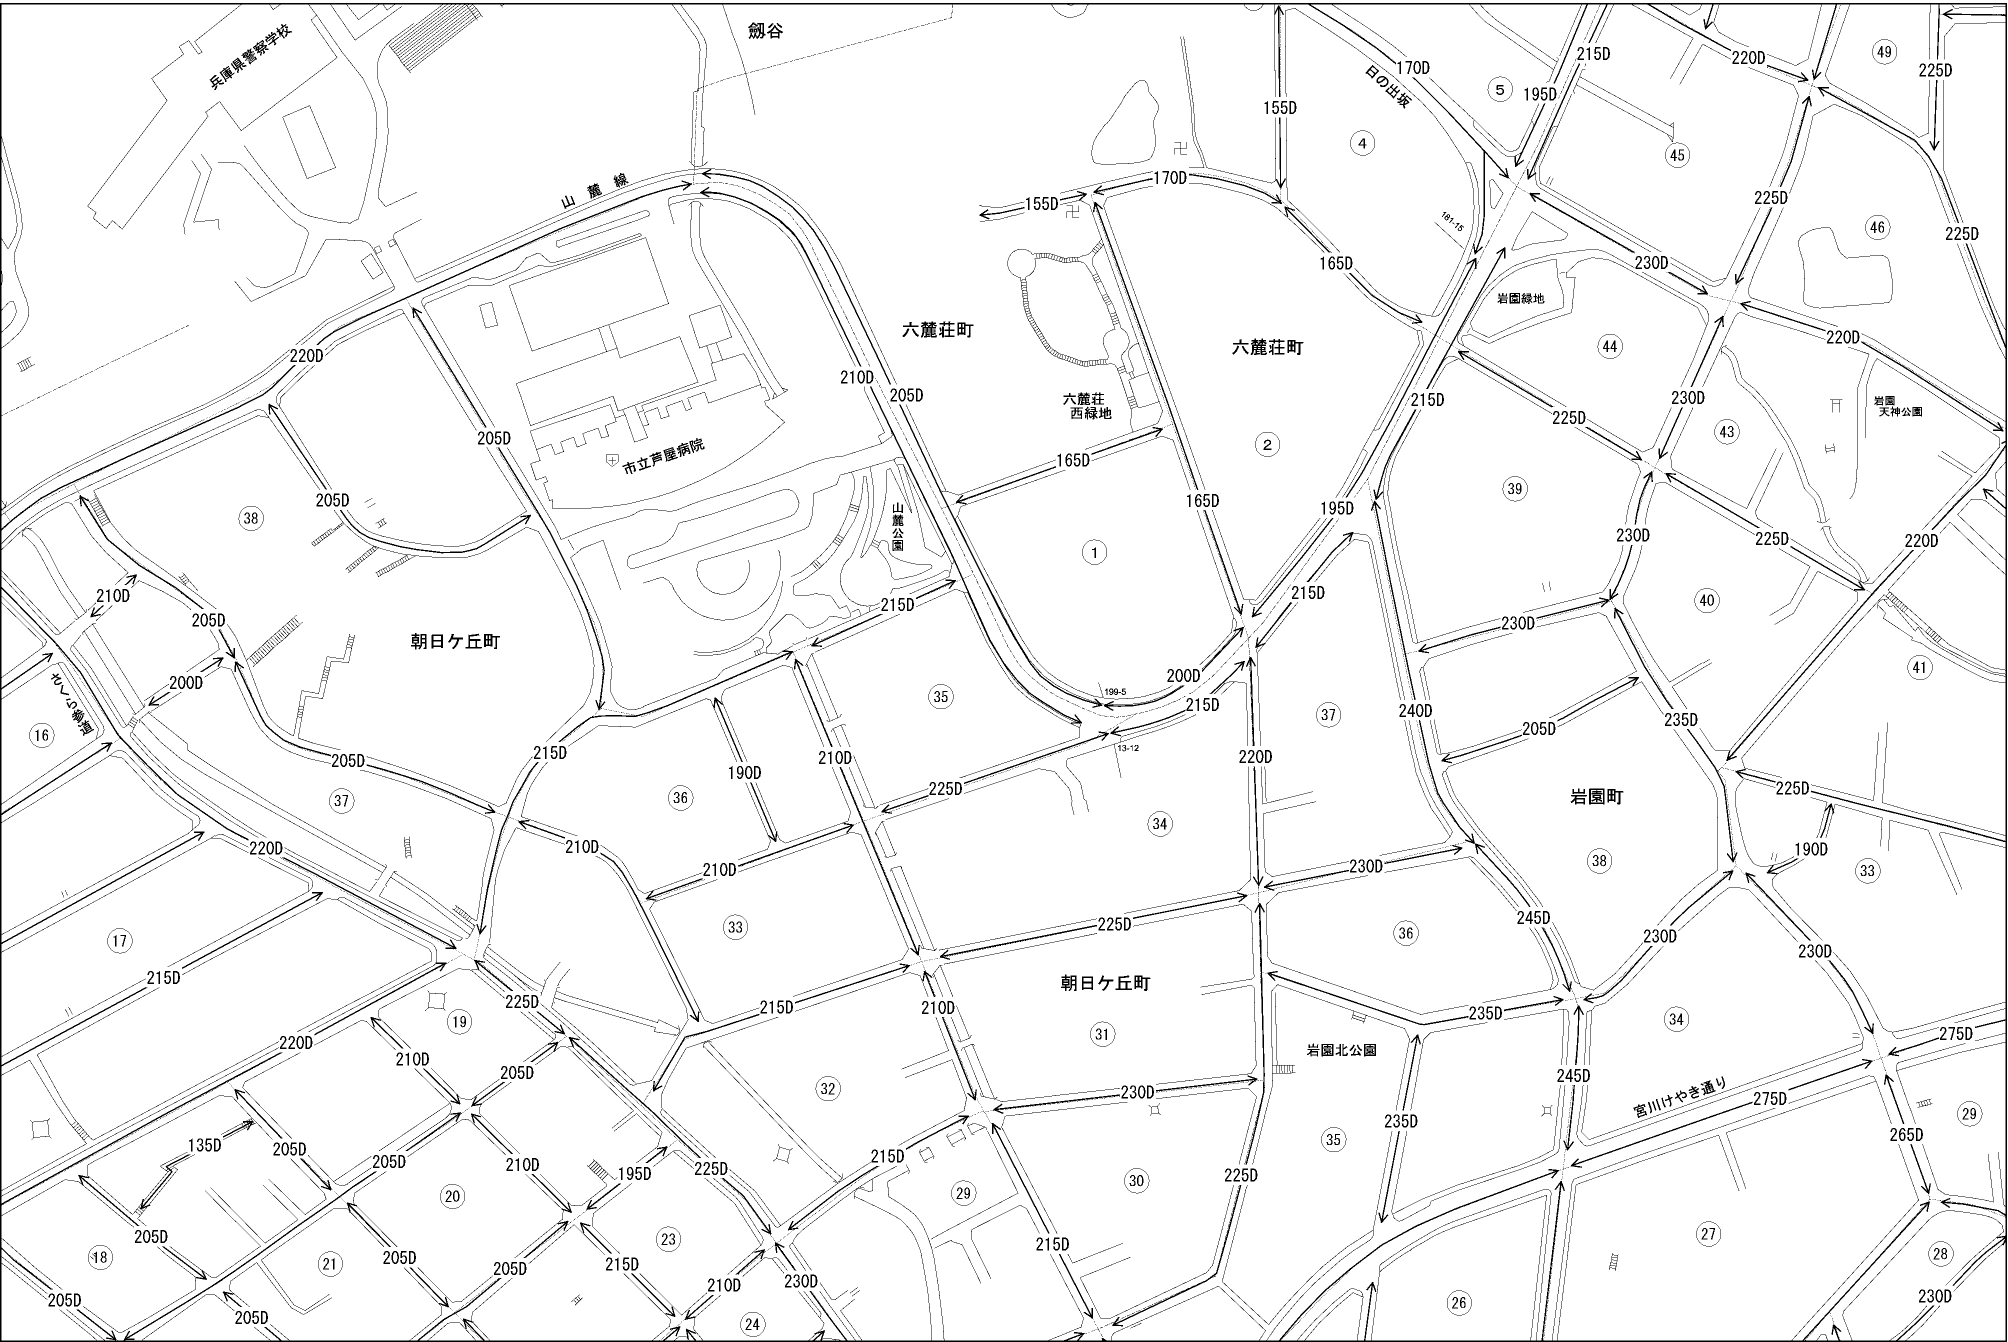 兵庫県警察学校
劔谷
220D
49
215D
170D
日の出坂
5
195D
225D
155D
4
45
山麓線
155D
170D
225D
46
225D
181-15
165D
230D
岩園緑地
220D
六麓荘町
六麓荘町
44
220D
210D
205D
215D
230D
岩園
天神公園
六麓荘
西緑地
225D
43
205D
市立芦屋病院
2
165D
39
205D
165D
195D
38
山麓公園
1
225D
220D
230D
210D
205D
215D
215D
40
230D
朝日ケ丘町
41
200D
さくら参道
199-5
200D
215D
35
37
240D
235D
205D
16
13-12
215D
210D
220D
205D
190D
225D
岩園町
225D
37
36
34
220D
210D
210D
230D
38
190D
33
17
33
225D
36
245D
230D
230D
215D
225D
215D
朝日ケ丘町
210D
19
31
岩園北公園
235D
34
220D
210D
205D
275D
32
230D
245D
宮川けやき通り
275D
135D
205D
205D
210D
195D
225D
215D
35
235D
265D
29
20
29
30
225D
205D
18
21
205D
205D
23
215D
215D
27
28
205D
205D
210D
230D
24
26
230D